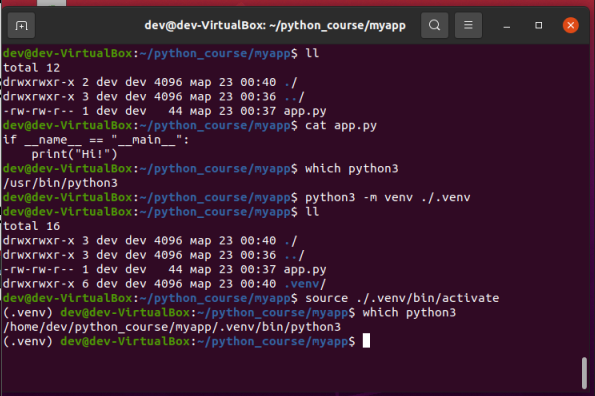 dev@dev-VirtualBox: ~/python_course/myapp
dev@dev-VirtualBox:~/python_course/myapp$ ll
total 12
drwxrwxr-x 2 dev dev 4096 мар 23 00:40 ./
drwxrwxr-x 3 dev dev 4096 мар 23 00:36 ../
-rw-rw-r-- 1 dev dev   44 мар 23 00:37 app.py
dev@dev-VirtualBox:~/python_course/myapp$ cat app.py
if __name__ == "__main__":
    print("Hi!")
dev@dev-VirtualBox:~/python_course/myapp$ which python3
/usr/bin/python3
dev@dev-VirtualBox:~/python_course/myapp$ python3 -m venv ./.venv
dev@dev-VirtualBox:~/python_course/myapp$ ll
total 16
drwxrwxr-x 3 dev dev 4096 мар 23 00:40 ./
drwxrwxr-x 3 dev dev 4096 мар 23 00:36 ../
-rw-rw-r-- 1 dev dev   44 мар 23 00:37 app.py
drwxrwxr-x 6 dev dev 4096 мар 23 00:40 .venv/
dev@dev-VirtualBox:~/python_course/myapp$ source ./.venv/bin/activate
(.venv) dev@dev-VirtualBox:~/python_course/myapp$ which python3
/home/dev/python_course/myapp/.venv/bin/python3
(.venv) dev@dev-VirtualBox:~/python_course/myapp$